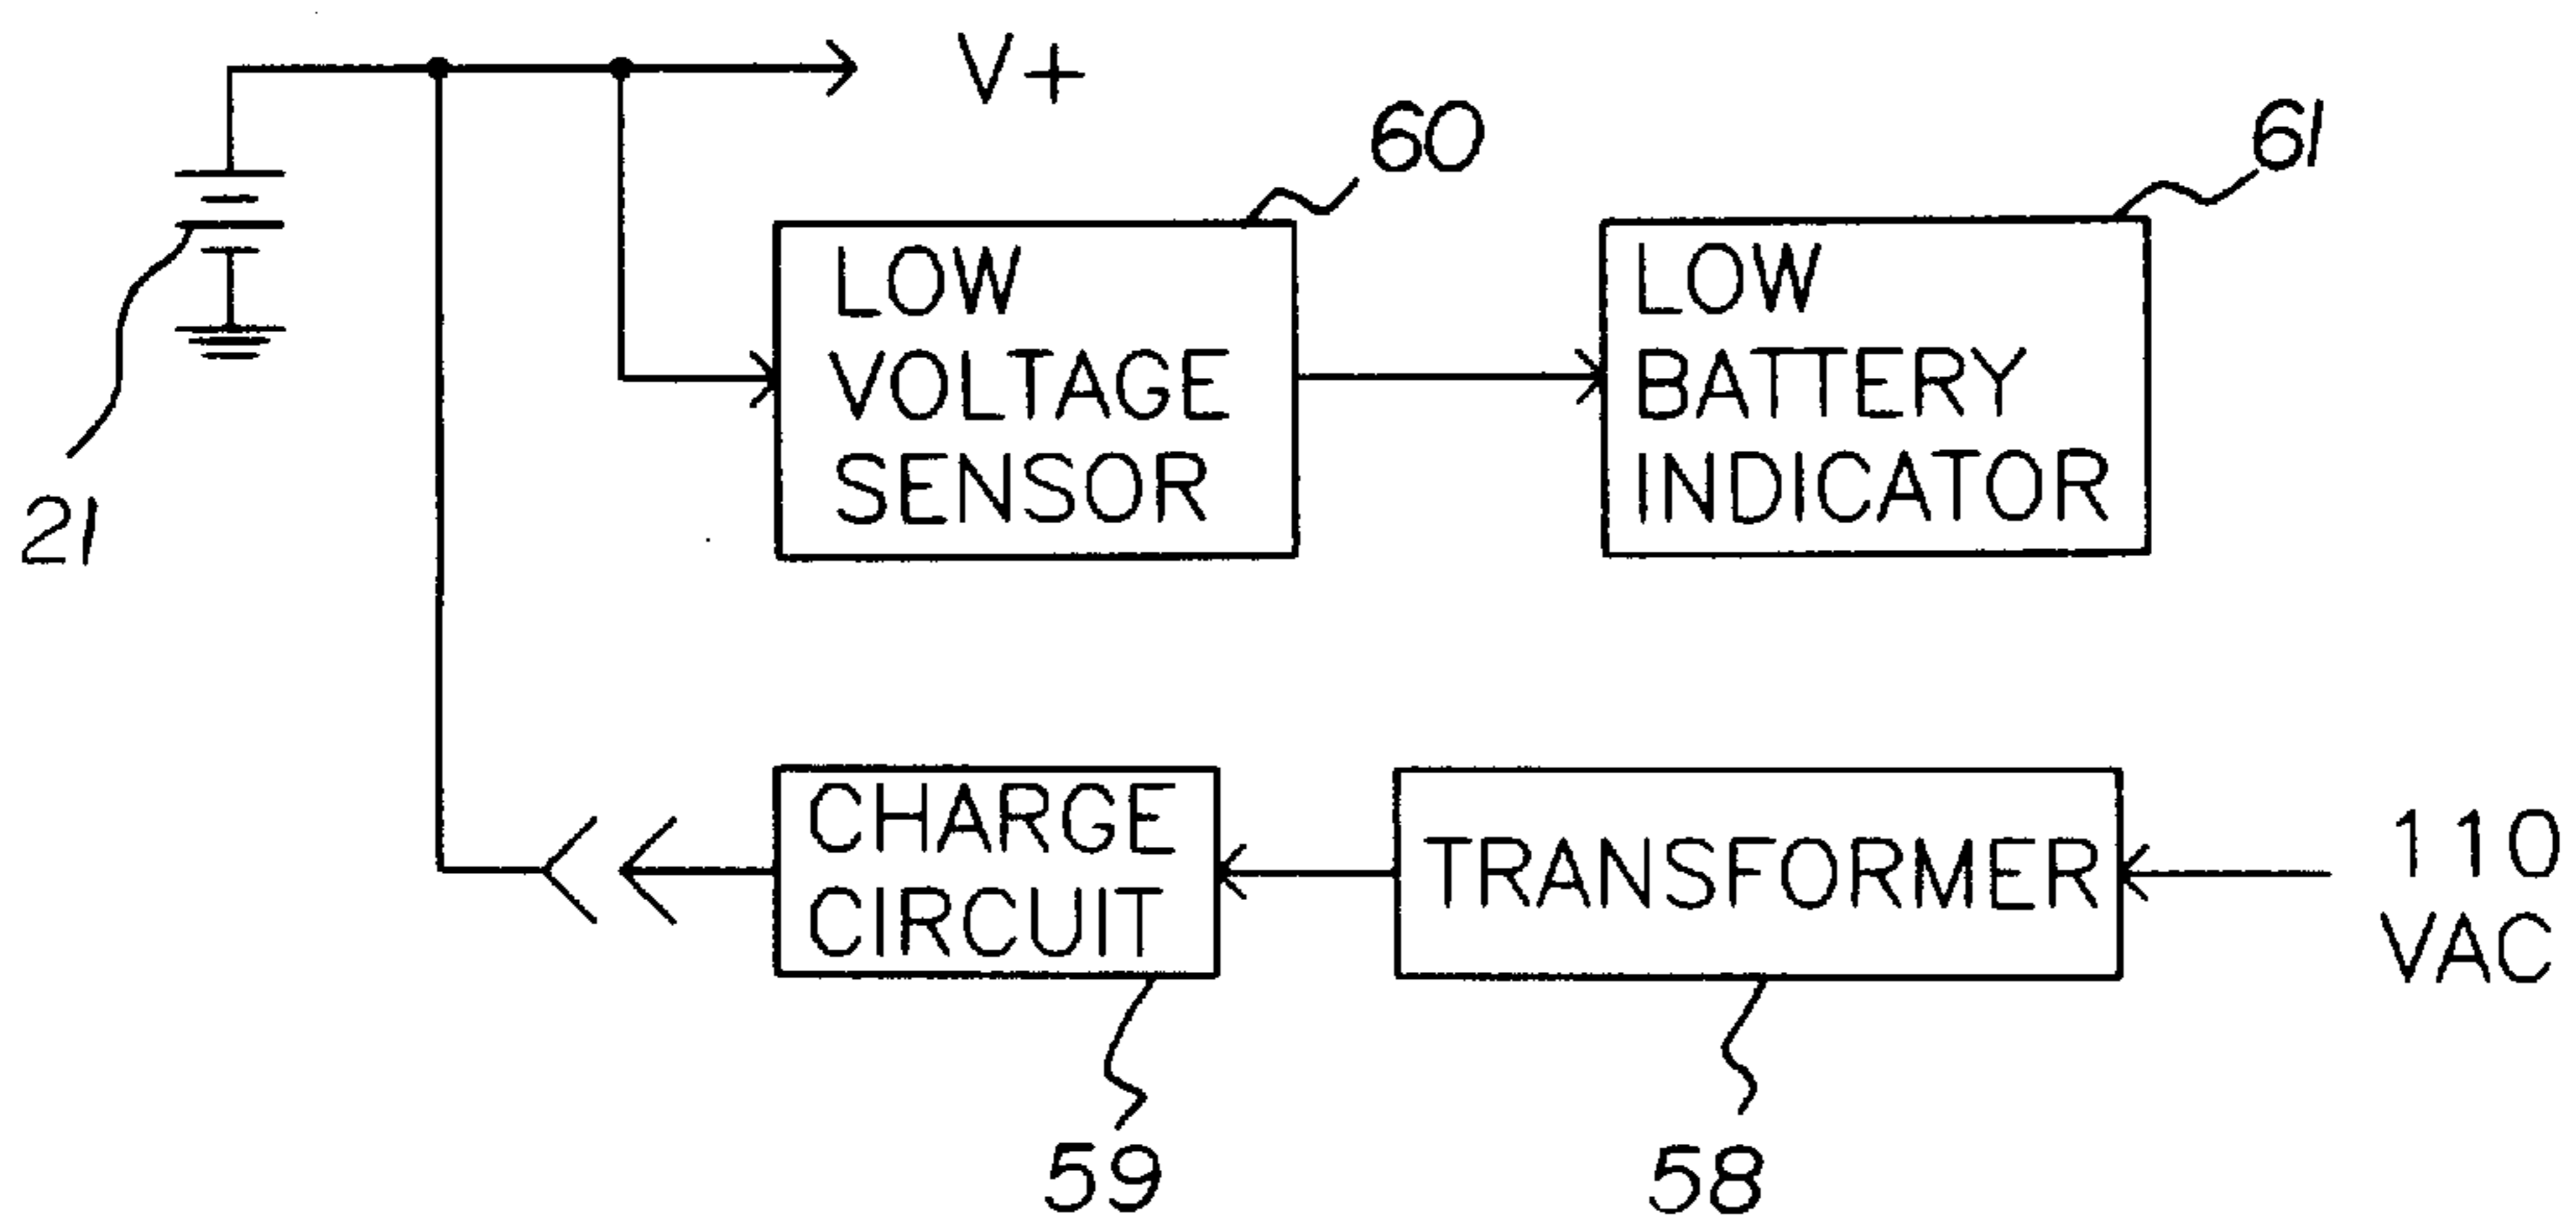 V+
60
61
LOW
VOLTAGE
SENSOR
LOW
BATTERY
INDICATOR
21
CHARGE
CIRCUIT
TRANSFORMER
110
VAC
59
58